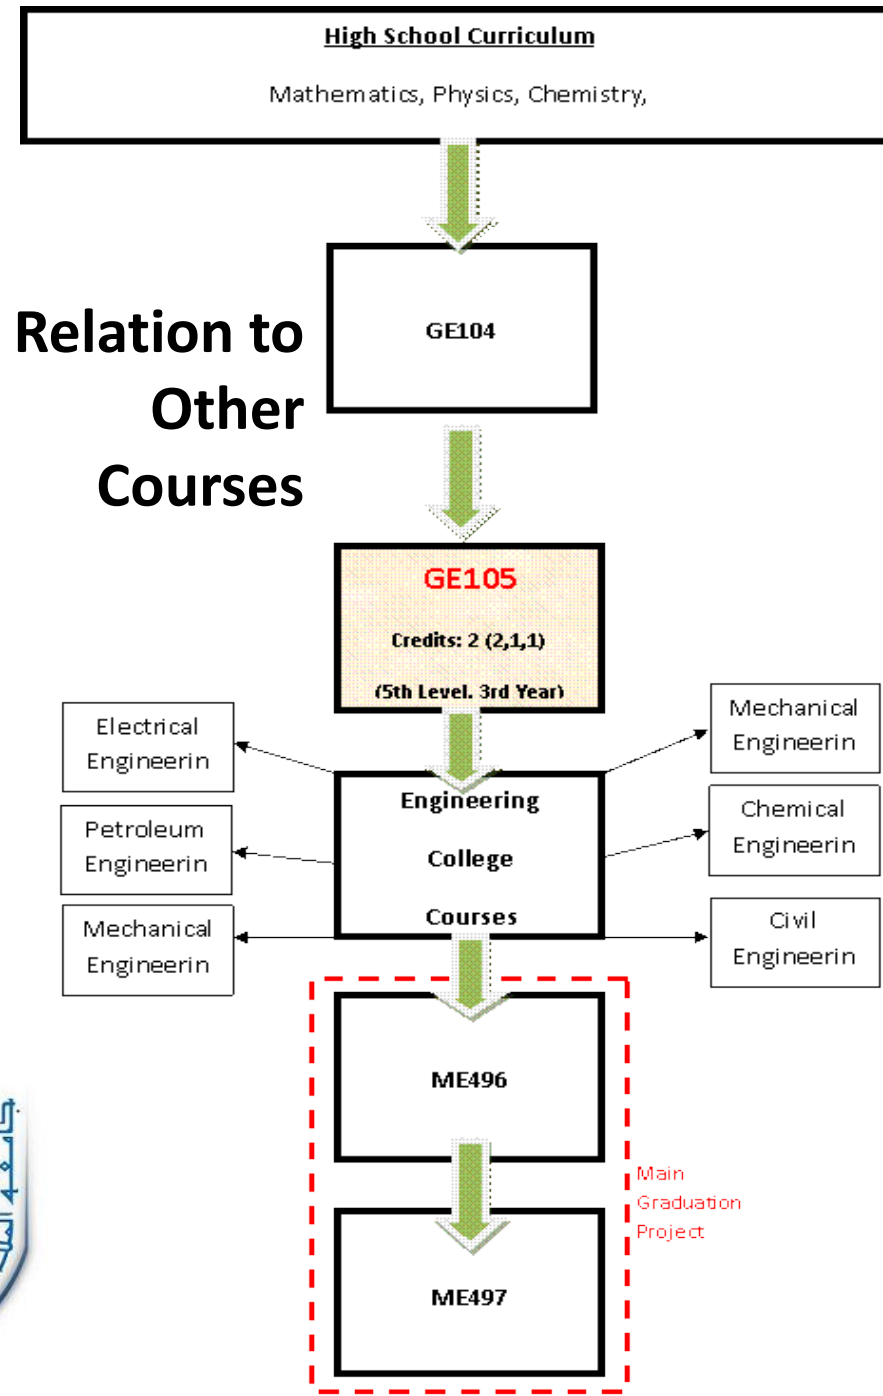 High School Curriculum
Mathematics, Physics, Chemistry,
GE104
Relation to
Other
Courses
GE105
Credits: 2 (2,1,1)
(5th Level. 3rd Year)
Electrical
Engineerin
Petroleum
Engineerin
Mechanical
Engineerin
Engineering
College
Courses
Mechanical
Engineerin
Chemical
Engineerin
Civil
Engineerin
ME496
Main
Graduation
Project
ME497